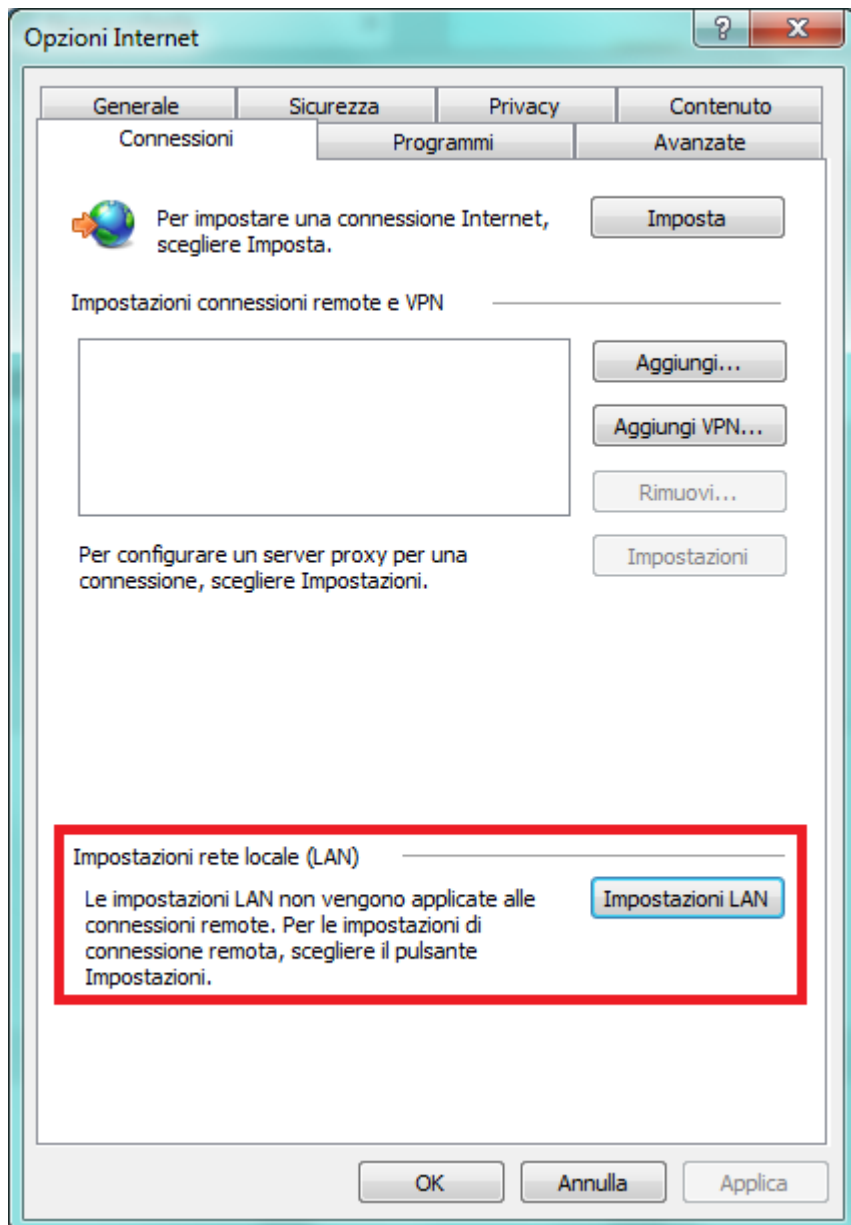 Opzioni Internet
Generale Sicurezza Privacy Contenuto
Connessioni Programmi Avanzate
Per impostare una connessione Internet,
scegliere Imposta.
Imposta
Impostazioni connessioni remote e VPN
Aggiungi...
Aggiungi VPN...
Rimuovi...
Per configurare un server proxy per una
connessione, scegliere Impostazioni.
Impostazioni
Impostazioni rete locale (LAN)
Le impostazioni LAN non vengono applicate alle
connessioni remote. Per le impostazioni di
connessione remota, scegliere il pulsante
Impostazioni.
Impostazioni LAN
OK Annulla Applica